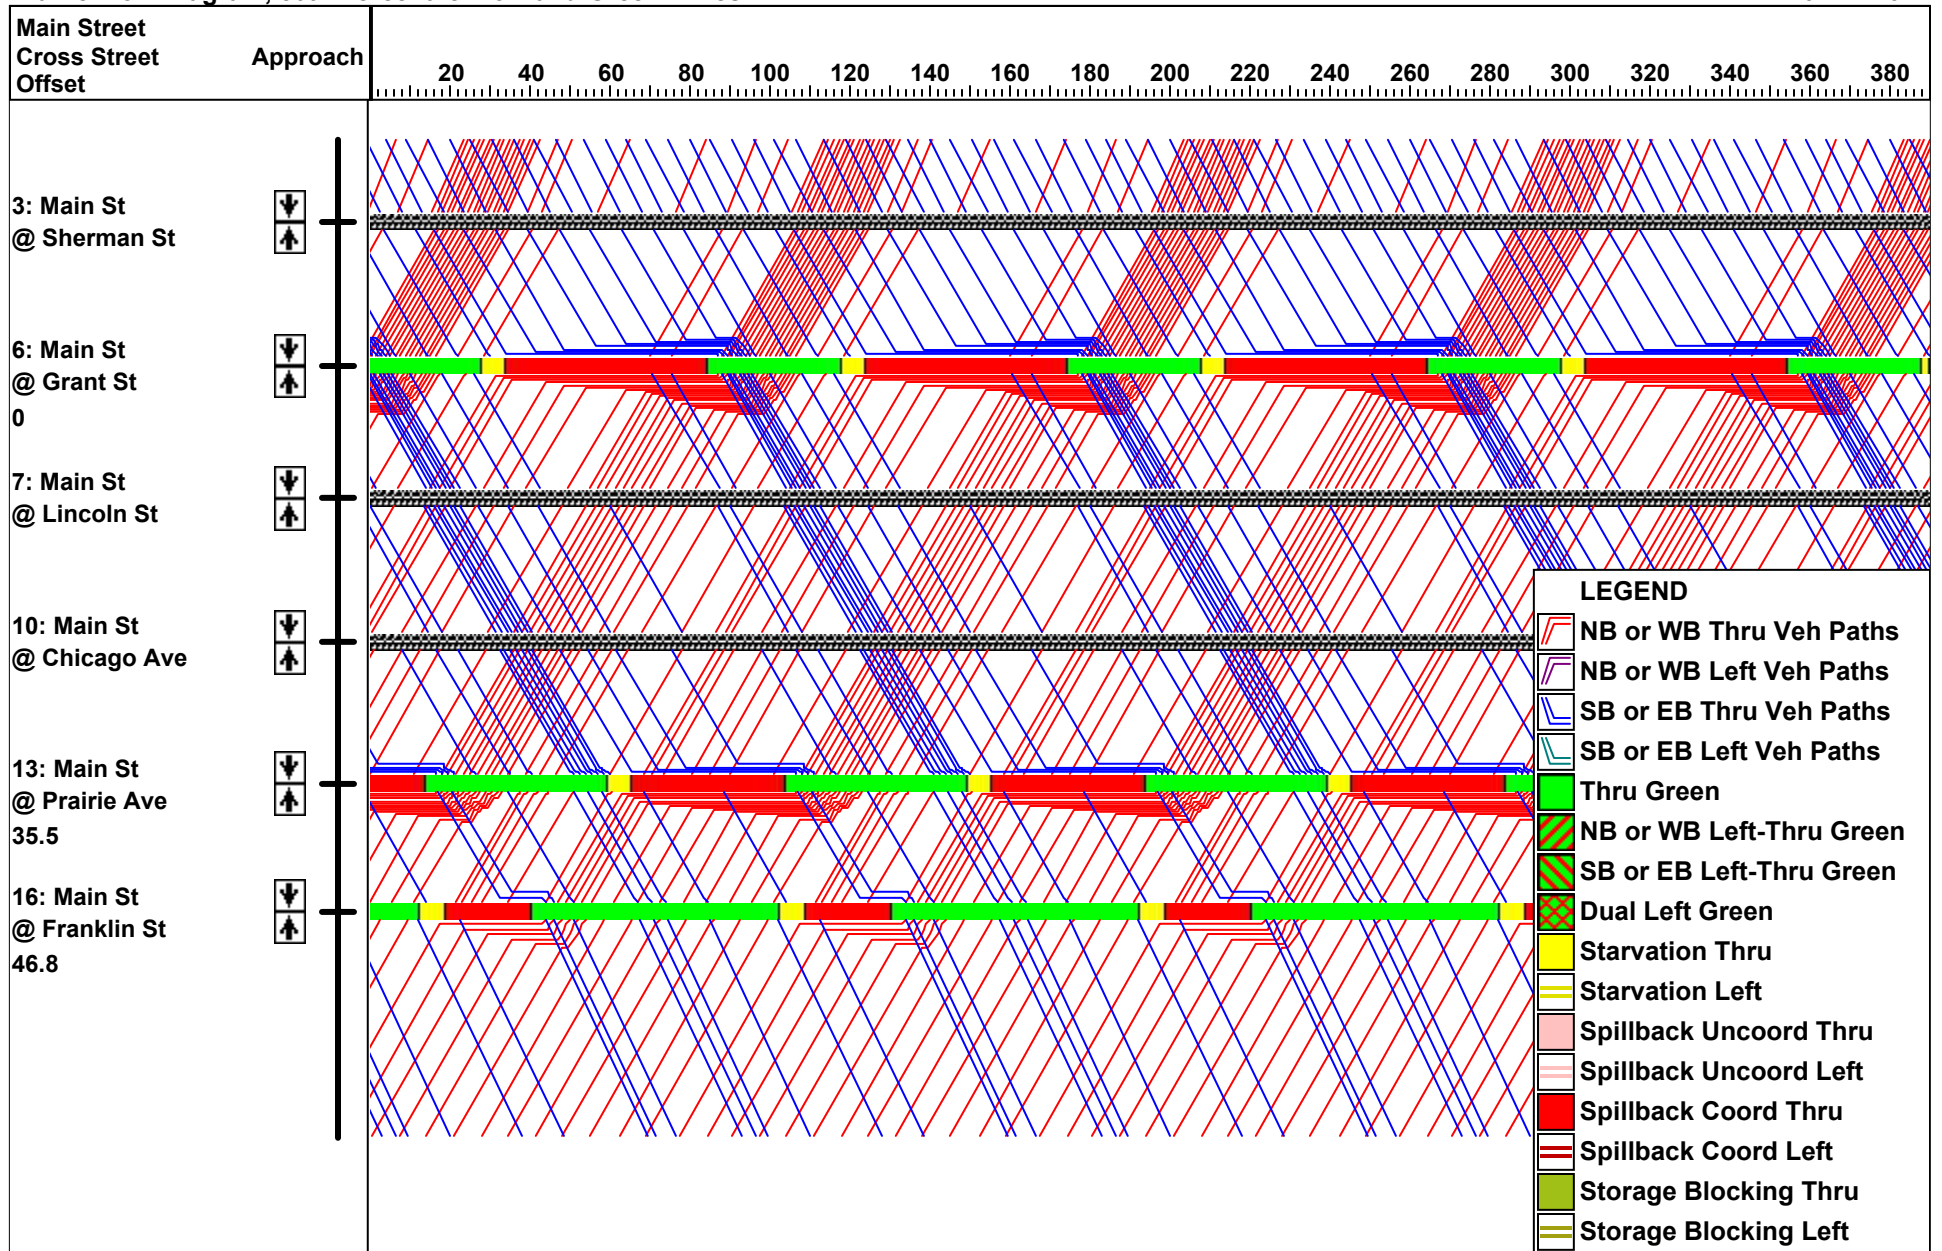 Main Street
Cross Street Approach
Offset
20 40 60 80 100 120 140 160 180 200 220 240 260 280 300 320 340 360 380
3: Main St
@ Sherman St
6: Main St
@ Grant St
0
7: Main St
@ Lincoln St
10: Main St
@ Chicago Ave
13: Main St
@ Prairie Ave
35.5
16: Main St
@ Franklin St
46.8
LEGEND
NB or WB Thru Veh Paths
NB or WB Left Veh Paths
SB or EB Thru Veh Paths
SB or EB Left Veh Paths
Thru Green
NB or WB Left-Thru Green
SB or EB Left-Thru Green
Dual Left Green
Starvation Thru
Starvation Left
Spillback Uncoord Thru
Spillback Uncoord Left
Spillback Coord Thru
Spillback Coord Left
Storage Blocking Thru
Storage Blocking Left